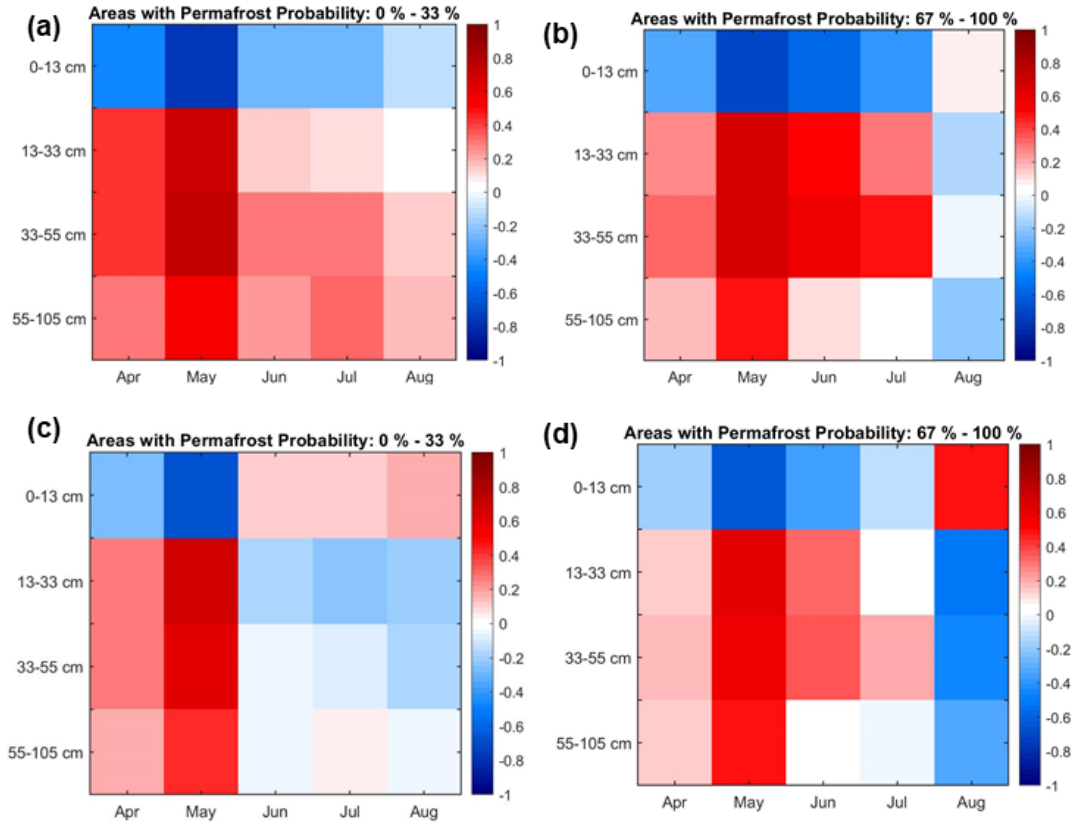 (a)
Areas with Permafrost Probability: 0 % - 33 %
0-13 cm
13-33 cm
33-55 cm
55-105 cm
Apr May Jun Jul Aug
1
0.8
0.6
0.4
0.2
0
-0.2
-0.4
-0.6
-0.8
-1
(b)
Areas with Permafrost Probability: 67 % - 100 %
0-13 cm
13-33 cm
33-55 cm
55-105 cm
Apr May Jun Jul Aug
1
0.8
0.6
0.4
0.2
0
-0.2
-0.4
-0.6
-0.8
-1
(c)
Areas with Permafrost Probability: 0 % - 33 %
0-13 cm
13-33 cm
33-55 cm
55-105 cm
Apr May Jun Jul Aug
1
0.8
0.6
0.4
0.2
0
-0.2
-0.4
-0.6
-0.8
-1
(d)
Areas with Permafrost Probability: 67 % - 100 %
0-13 cm
13-33 cm
33-55 cm
55-105 cm
Apr May Jun Jul Aug
1
0.8
0.6
0.4
0.2
0
-0.2
-0.4
-0.6
-0.8
-1